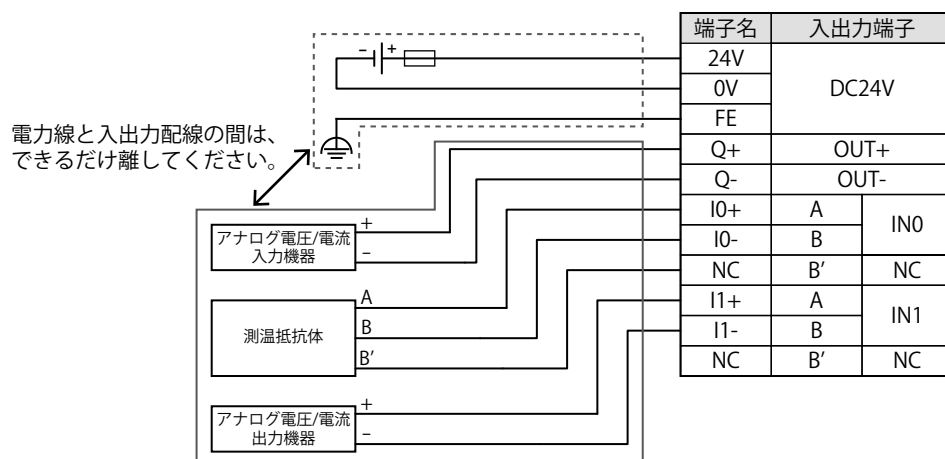 端子名 入出力端子
24V DC24V
0V
FE
Q+ OUT+
Q- OUT-
I0+ A IN0
I0- B
NC B′ NC
I1+ A IN1
I1- B
NC B′ NC
– +
電力線と入出力配線の間は、
できるだけ離してください。
アナログ電圧/電流
入力機器
+
–
測温抵抗体
A
B
B′
アナログ電圧/電流
出力機器
+
–